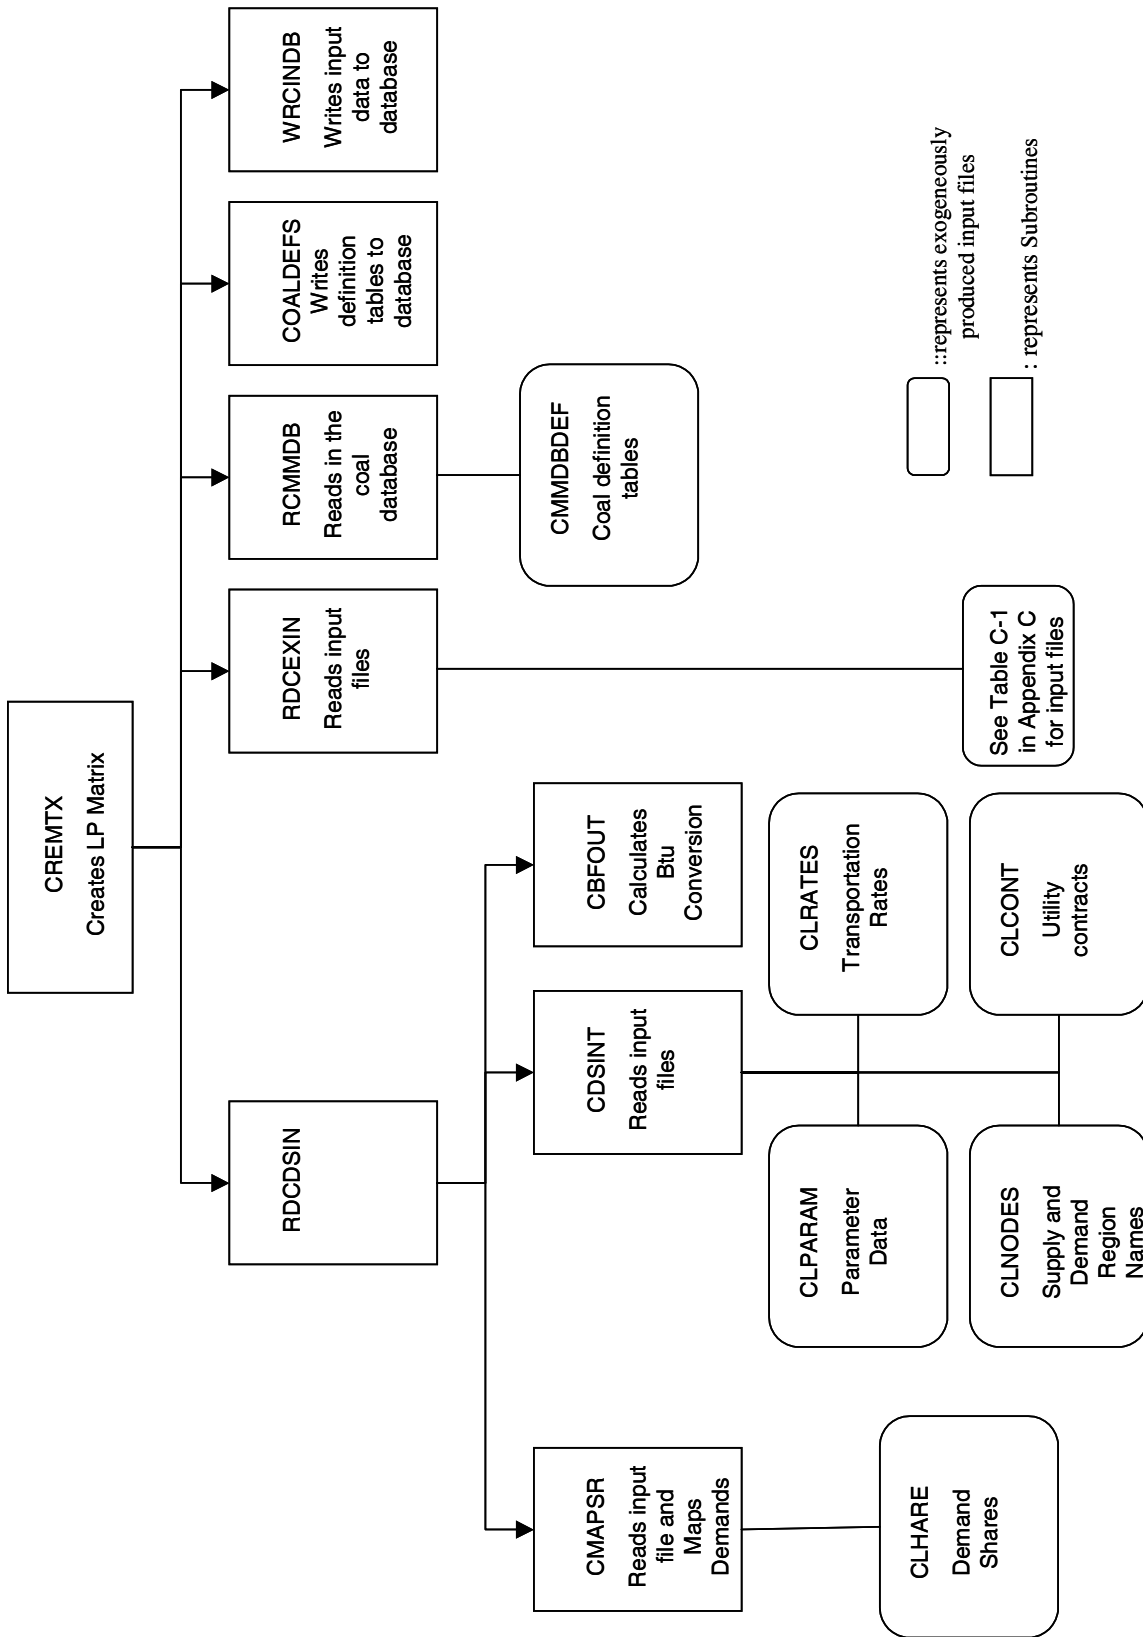 CREMTX
Creates LP Matrix
RDCDSIN
RDCEXIN
Reads input
files
RCMMDB
Reads in the
coal
database
COALDEFS
Writes
definition
tables to
database
WRCINDB
Writes input
data to
database
CMAPSR
Reads input
file and
Maps
Demands
CDSINT
Reads input
files
CBFOUT
Calculates
Btu
Conversion
CMMDBDEF
Coal definition
tables
CLPARAM
Parameter
Data
CLRATES
Transportation
Rates
CLHARE
Demand
Shares
CLNODES
Supply and
Demand
Region
Names
CLCONT
Utility
contracts
See Table C-1
in Appendix C
for input files
::represents exogeneously
produced input files
: represents Subroutines